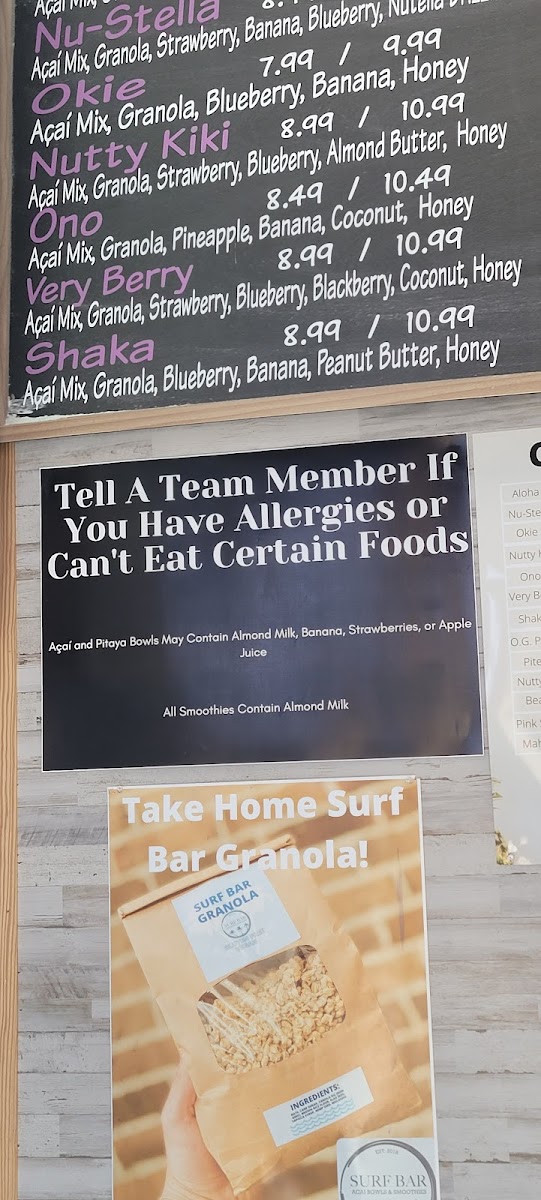 Açaí Mix,
Nu-Stella
Açaí Mix, Granola, Strawberry, Banana, Blueberry, Nutella
Okie 7.99 / 9.99
Açaí Mix, Granola, Blueberry, Banana, Honey
Nutty Kiki 8.99 / 10.99
Açaí Mix, Granola, Strawberry, Blueberry, Almond Butter, Honey
Ono 8.49 / 10.49
Açaí Mix, Granola, Pineapple, Banana, Coconut, Honey
Very Berry 8.99 / 10.99
Açaí Mix, Granola, Strawberry, Blueberry, Blackberry, Coconut, Honey
Shaka 8.99 / 10.99
Açaí Mix, Granola, Blueberry, Banana, Peanut Butter, Honey
Tell A Team Member If
You Have Allergies or
Can't Eat Certain Foods
Açaí and Pitaya Bowls May Contain Almond Milk, Banana, Strawberries, or Apple
Juice
All Smoothies Contain Almond Milk
Aloha
Nu-Ste
Okie
Nutty
Ono
Very B
Shak
O.G. P
Pite
Nutty
Bea
Pink
Mah
Take Home Surf
Bar Granola!
SURF BAR
GRANOLA
INGREDIENTS:
SURF BAR
AÇAÍ BOWLS & SMOOTHIES